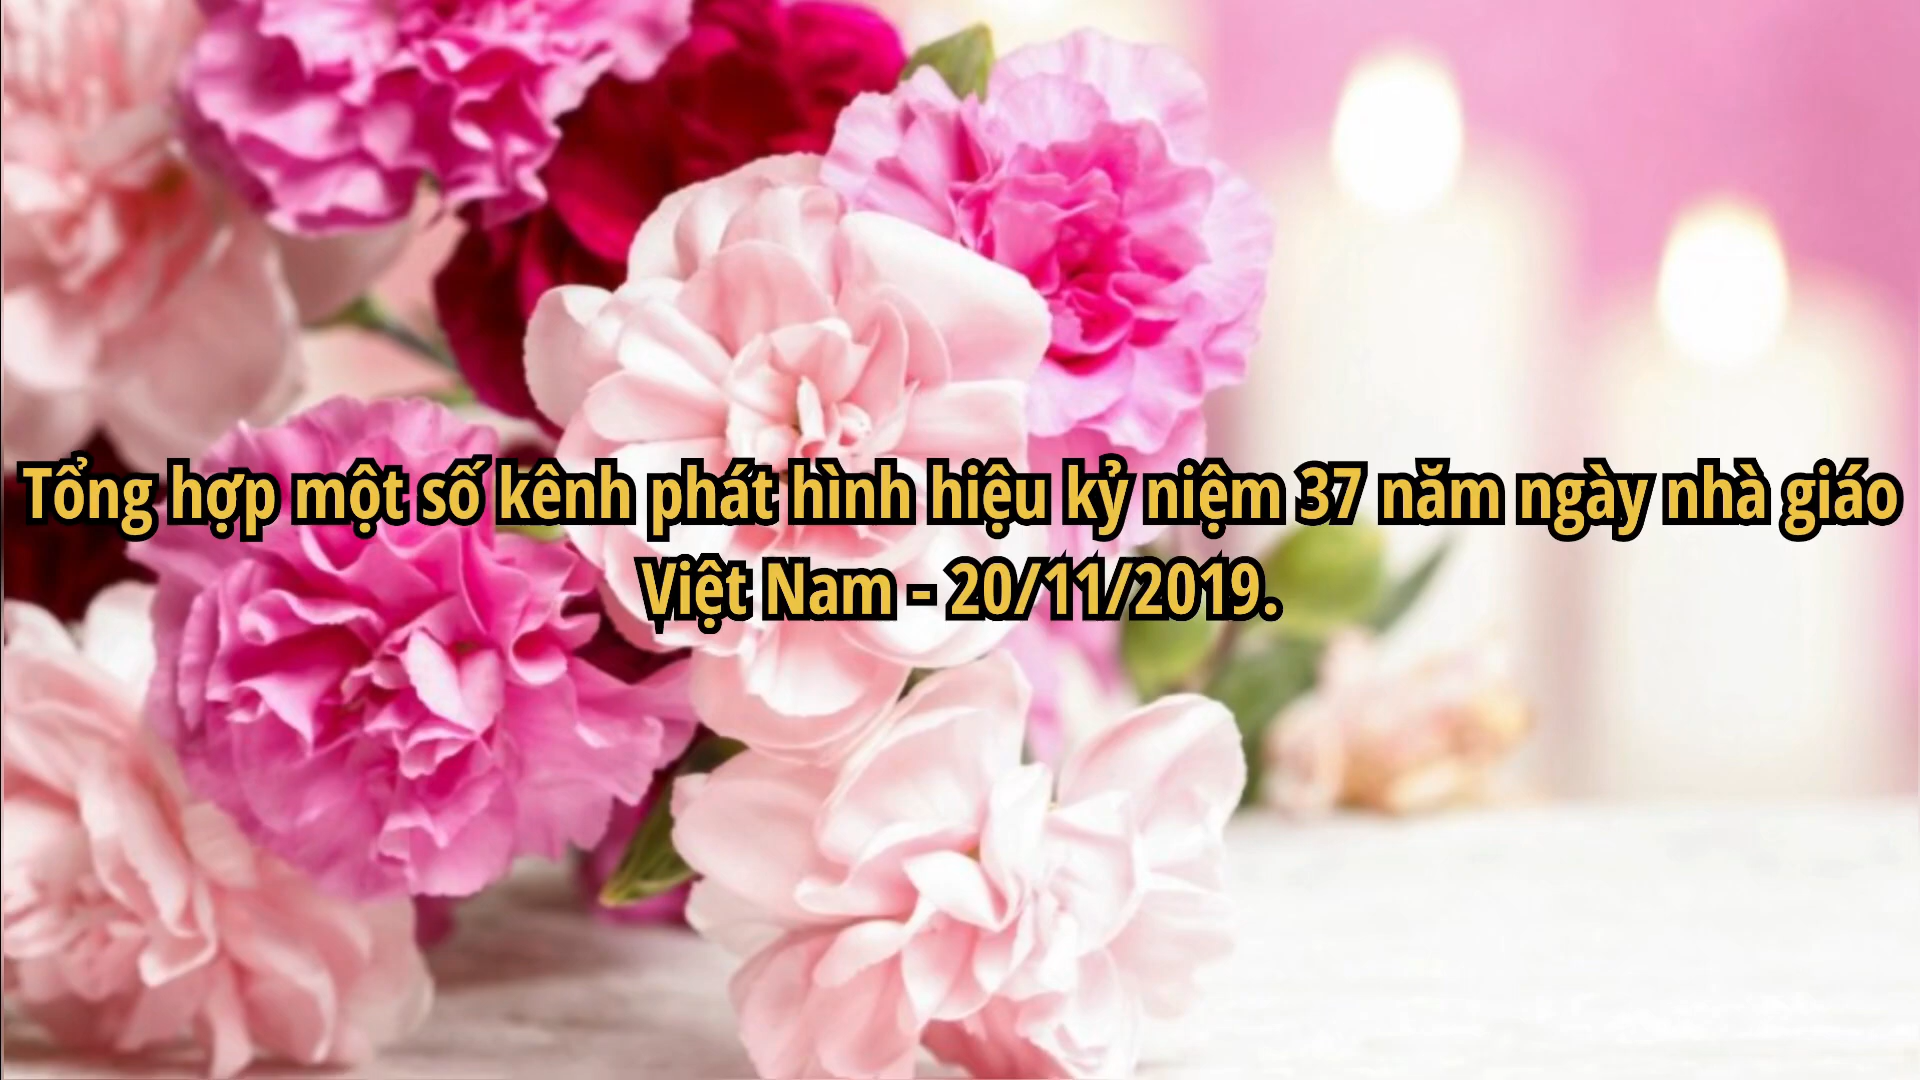 Tổng hợp một số kênh phát hình hiệu kỷ niệm 37 năm ngày nhà giáo
Việt Nam - 20/11/2019.